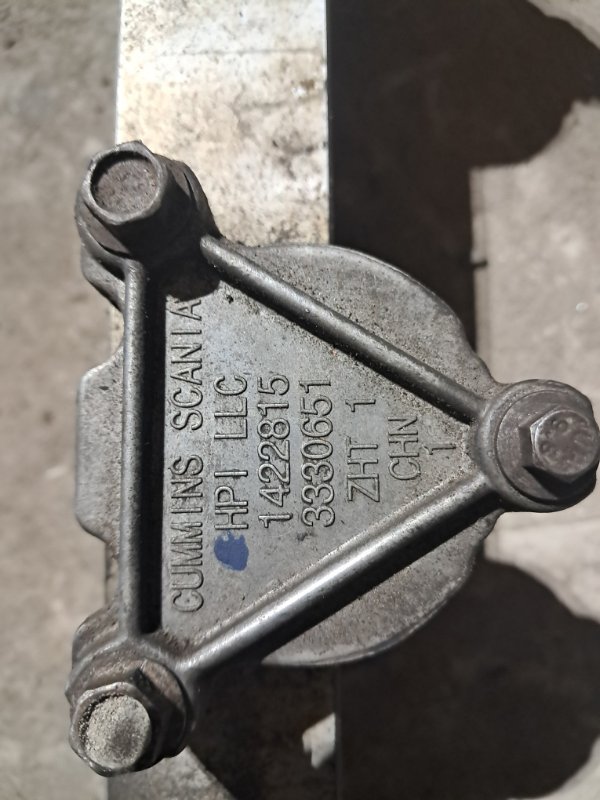 CUMMINS SCANIA
HPI LLC
1422815
3330651
ZHT 1
CHN
1